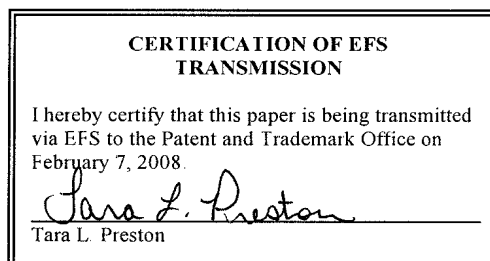 CERTIFICATION OF EFS
TRANSMISSION
I hereby certify that this paper is being transmitted
via EFS to the Patent and Trademark Office on
February 7, 2008.
Tara L. Preston
Tara L. Preston